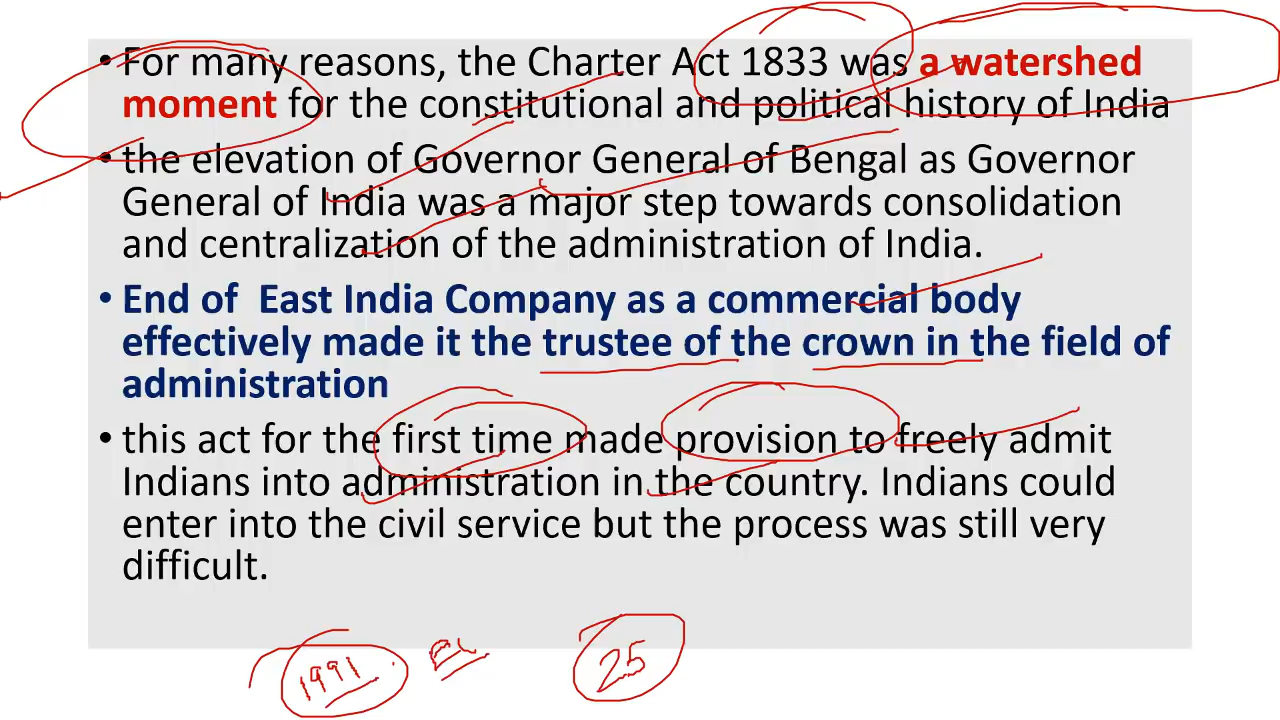 • For many reasons, the Charter Act 1833 was a watershed
moment for the constitutional and political history of India
• the elevation of Governor General of Bengal as Governor
General of India was a major step towards consolidation
and centralization of the administration of India.
• End of East India Company as a commercial body
effectively made it the trustee of the crown in the field of
administration
• this act for the first time made provision to freely admit
Indians into administration in the country. Indians could
enter into the civil service but the process was still very
difficult.
1991 25